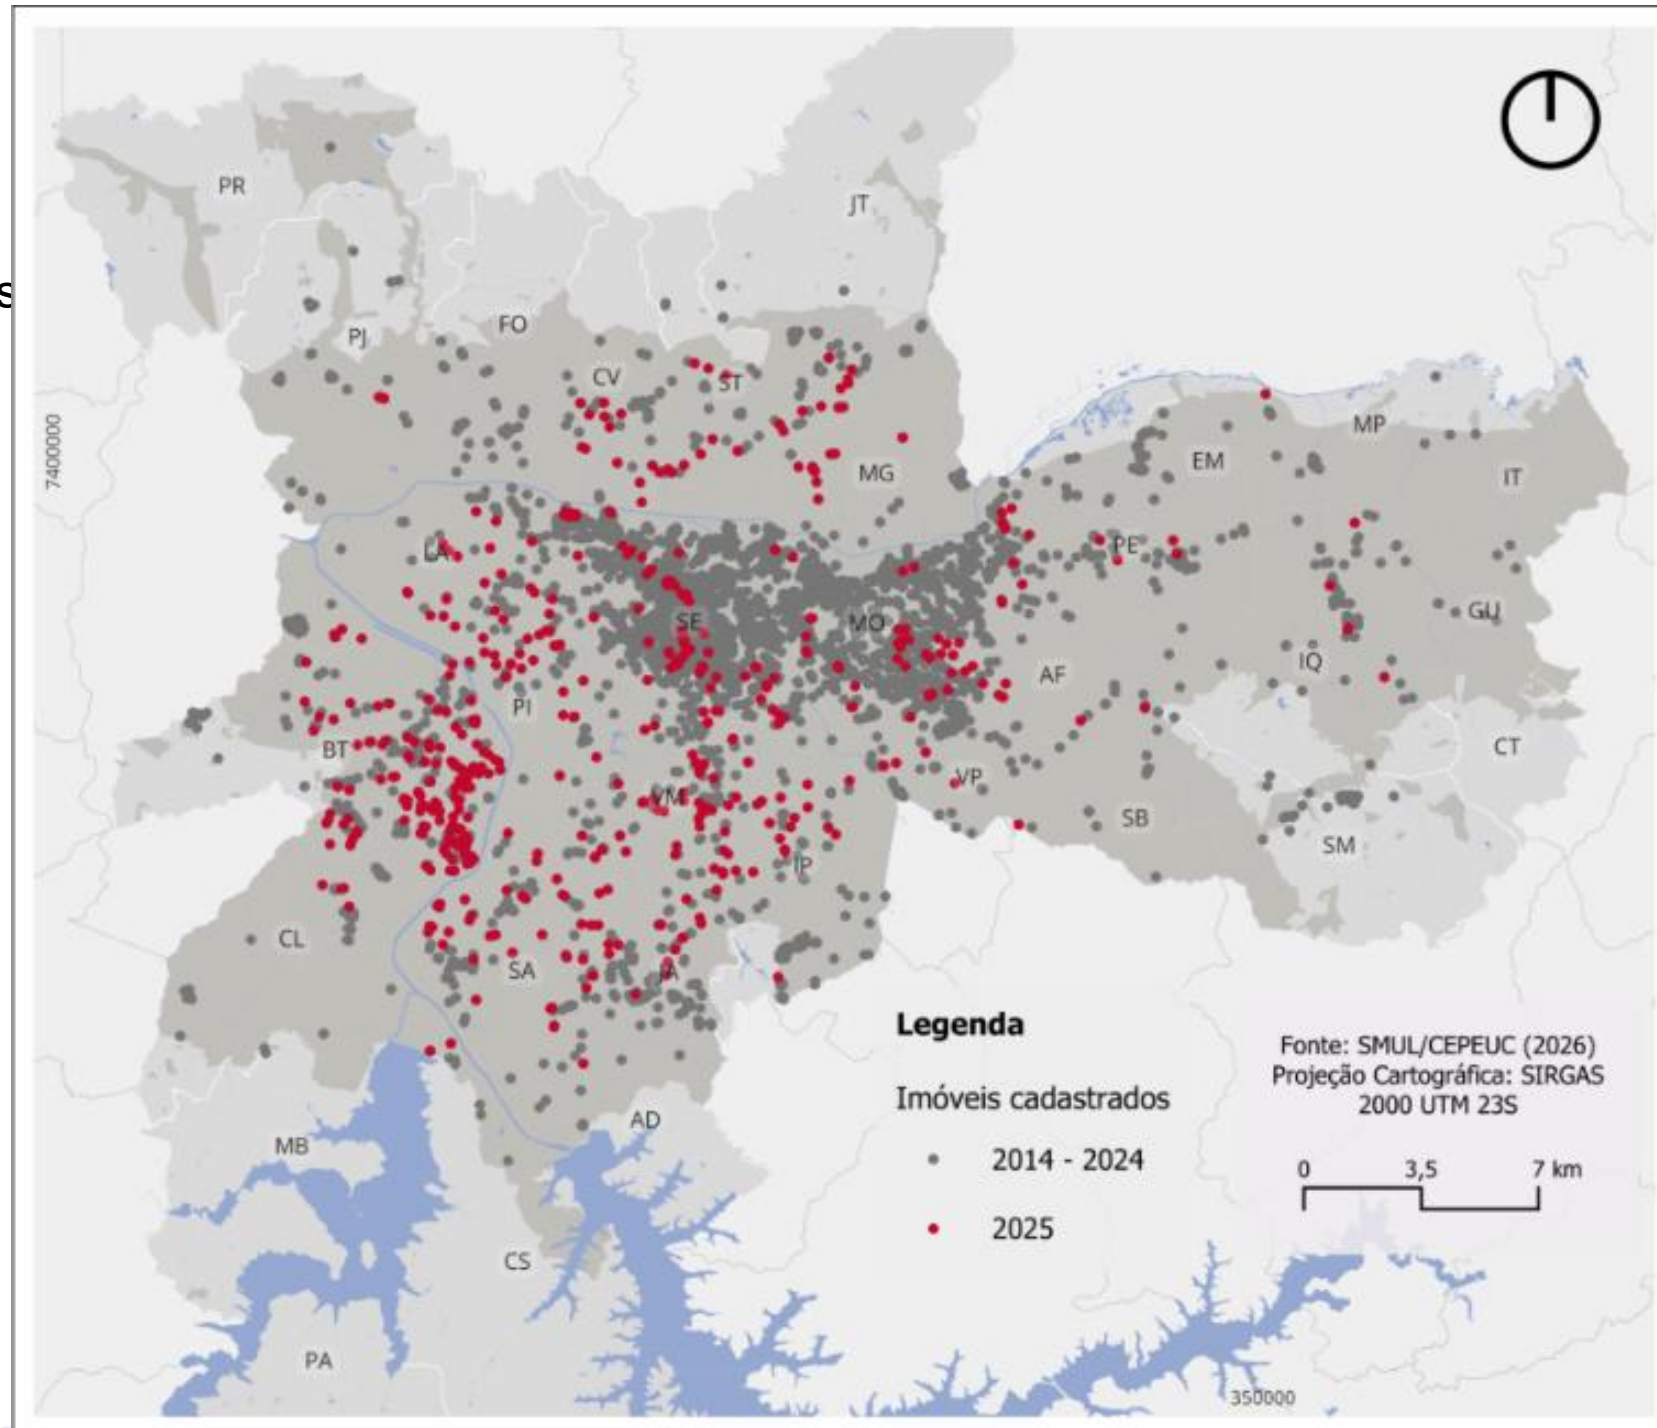 PR
JT
s
FO
PJ
CV
ST
MP
7400000
EM
MG
IT
LA
PE
SE
MO
GU
IQ
AF
PI
BT
CT
VP
VM
SB
SM
IP
CL
SA
JA
Legenda
Fonte: SMUL/CEPEUC (2026)
Projeção Cartográfica: SIRGAS
2000 UTM 23S
Imóveis cadastrados
AD
MB
2014 - 2024
0 3,5 7 km
2025
CS
PA
350000